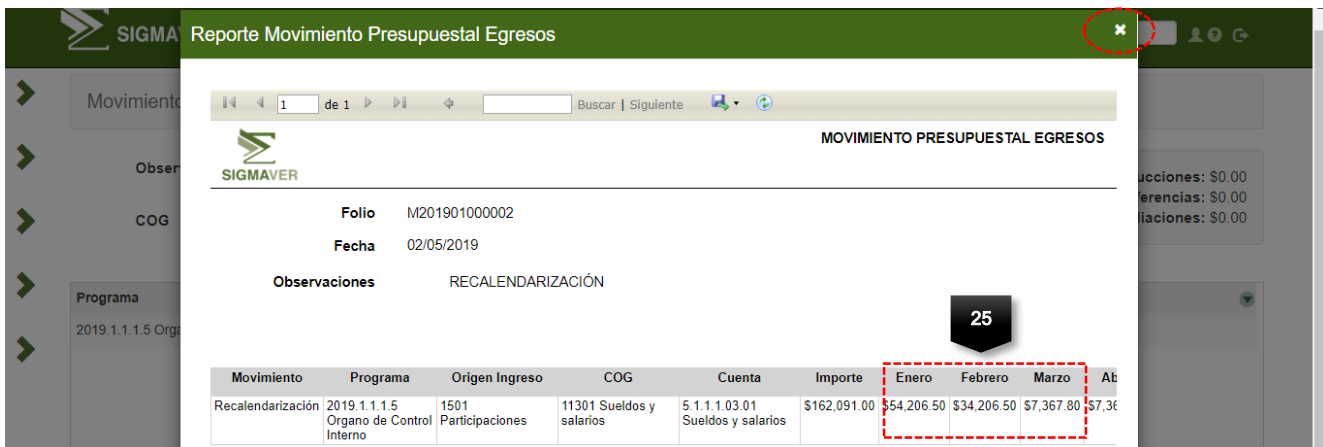 SIGMA
Reporte Movimiento Presupuestal Egresos
Movimiento
1 de 1 Buscar | Siguiente
MOVIMIENTO PRESUPUESTAL EGRESOS
SIGMAVER
Obser
ucciones: $0.00
ferencias: $0.00
COG
liaciones: $0.00
Folio M201901000002
Fecha 02/05/2019
Observaciones RECALENDARIZACIÓN
Programa
2019.1.1.1.5 Orga
25
Movimiento Programa Origen Ingreso COG Cuenta Importe Enero Febrero Marzo Ab
Recalendarización 2019.1.1.1.5 1501 11301 Sueldos y 5.1.1.1.03.01 $162,091.00 $54,206.50 $34,206.50 $7,367.80 $7,36
Organo de Control Participaciones salarios Sueldos y salarios
Interno